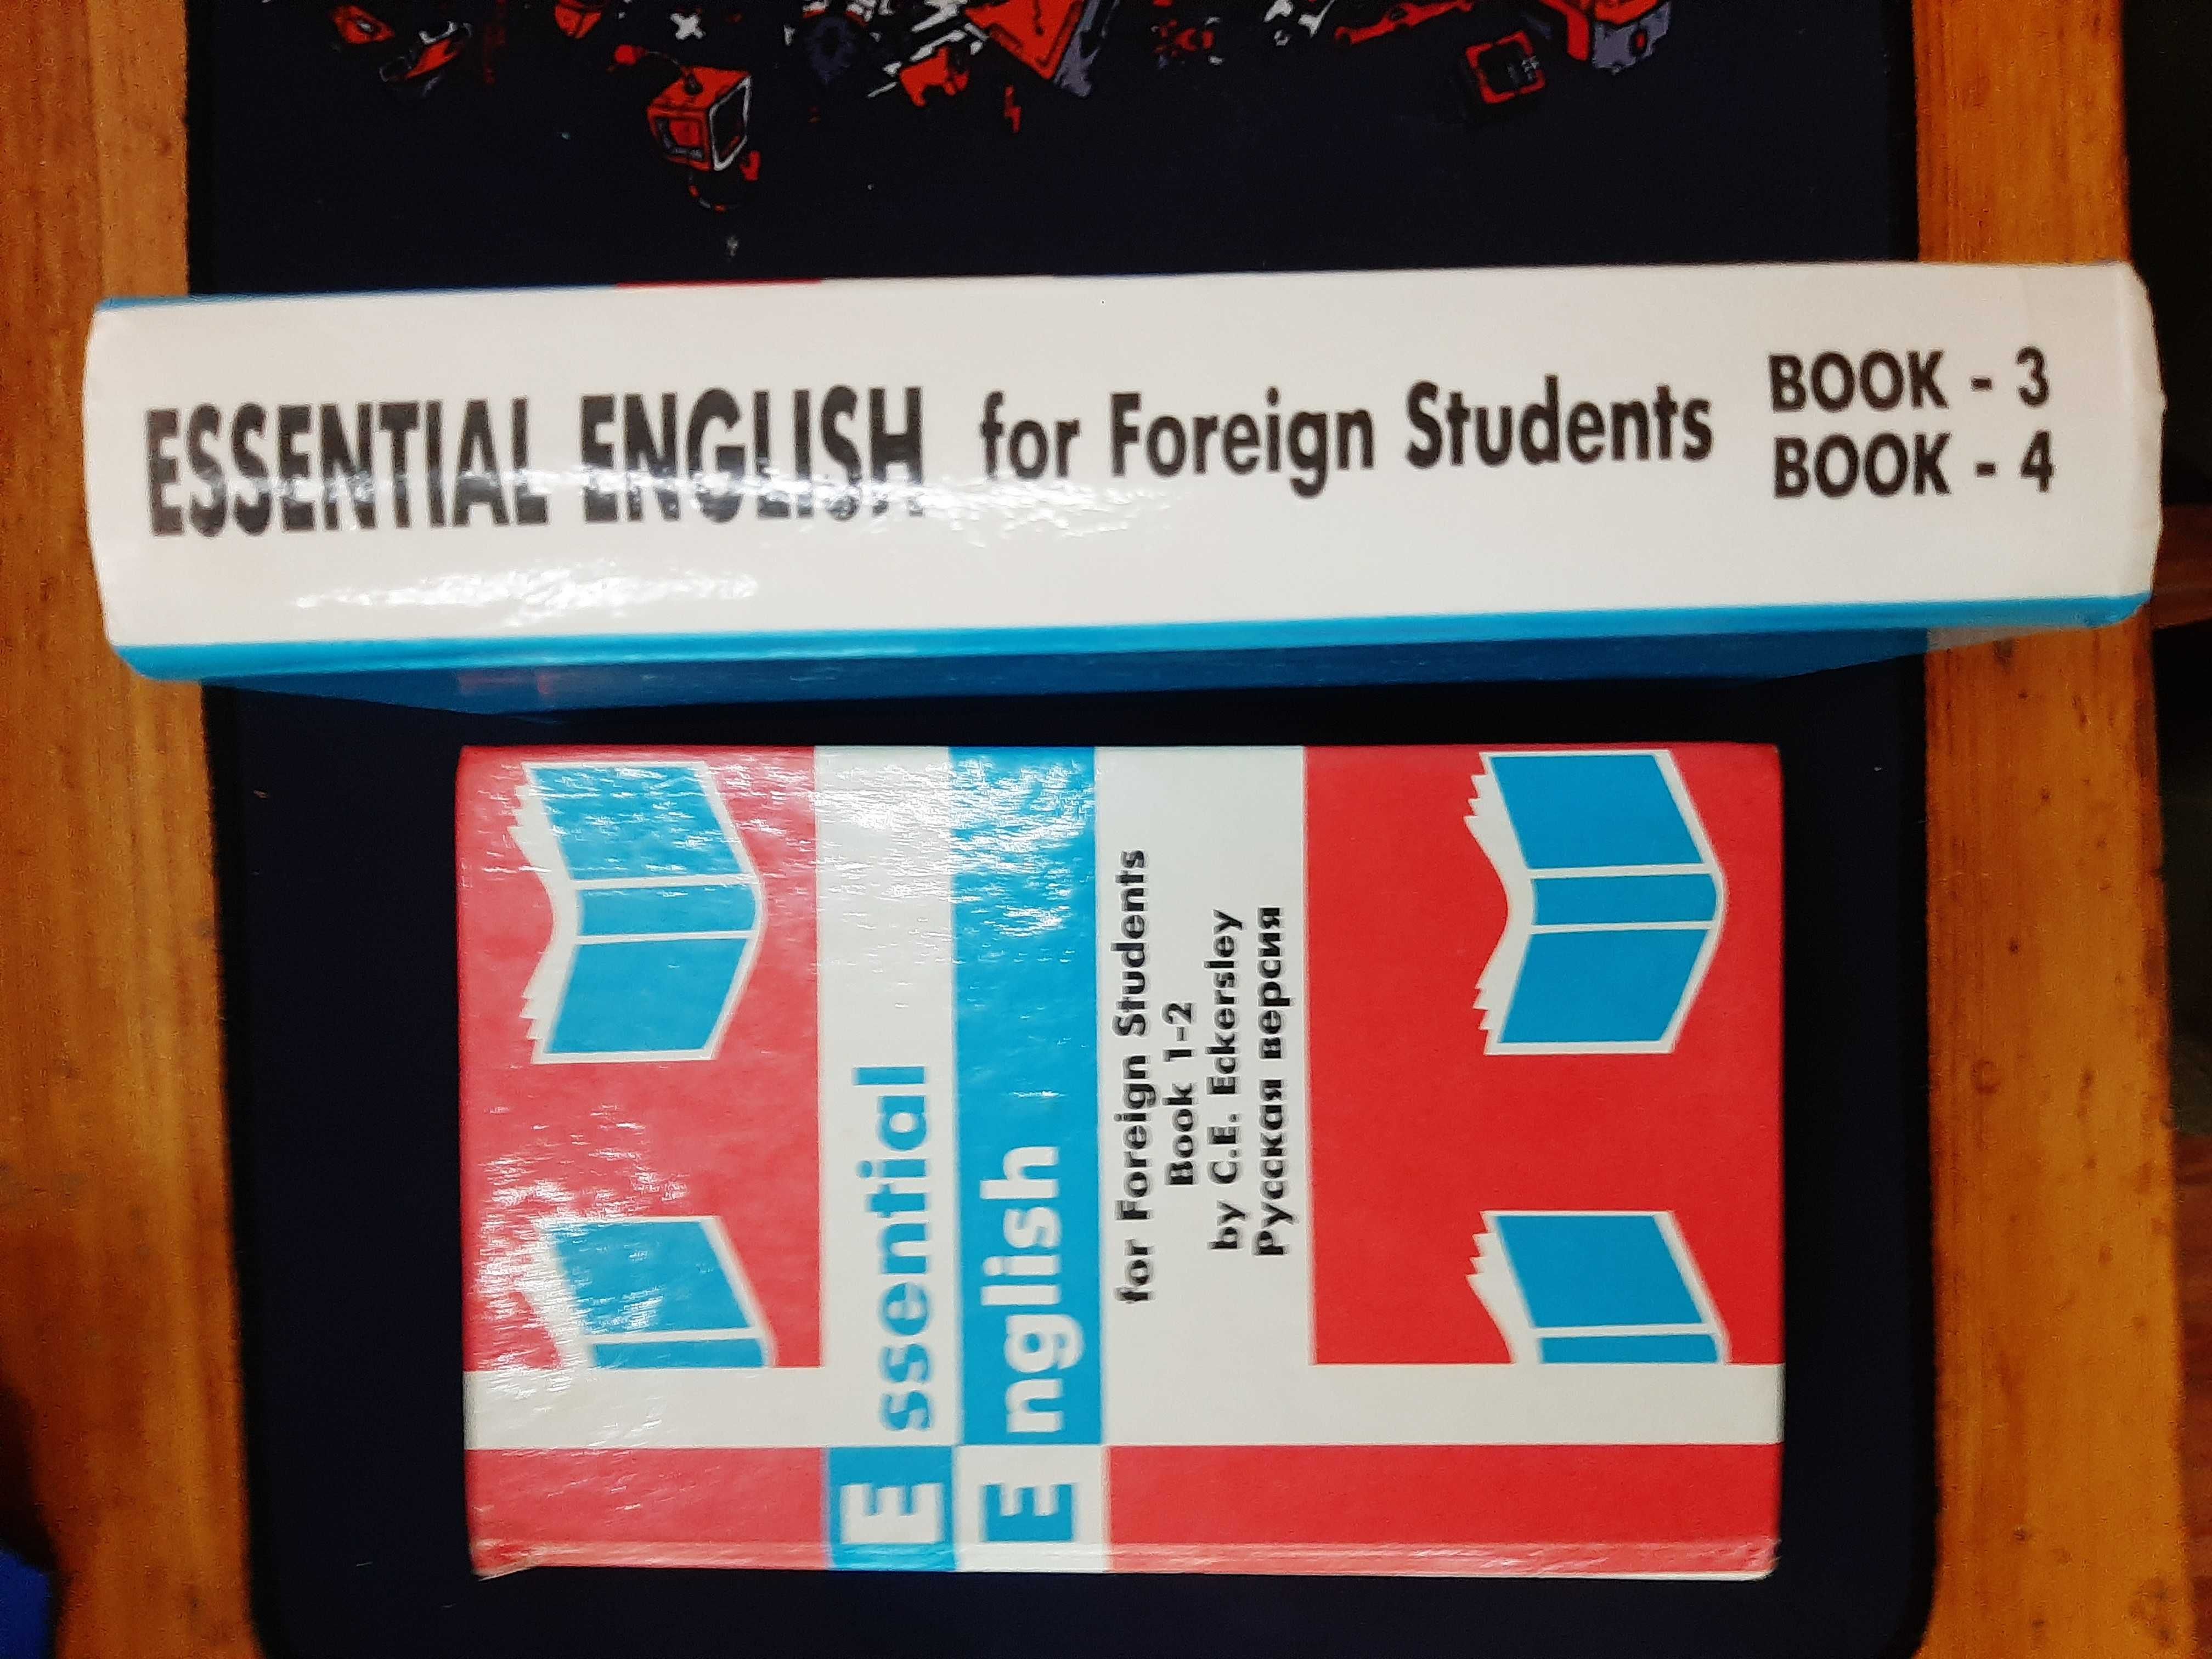 ESSENTIAL ENGLISH for Foreign Students
BOOK - 3
BOOK - 4
Essential
English
for Foreign Students
Book 1-2
by C.E. Eckersley
Русская версия